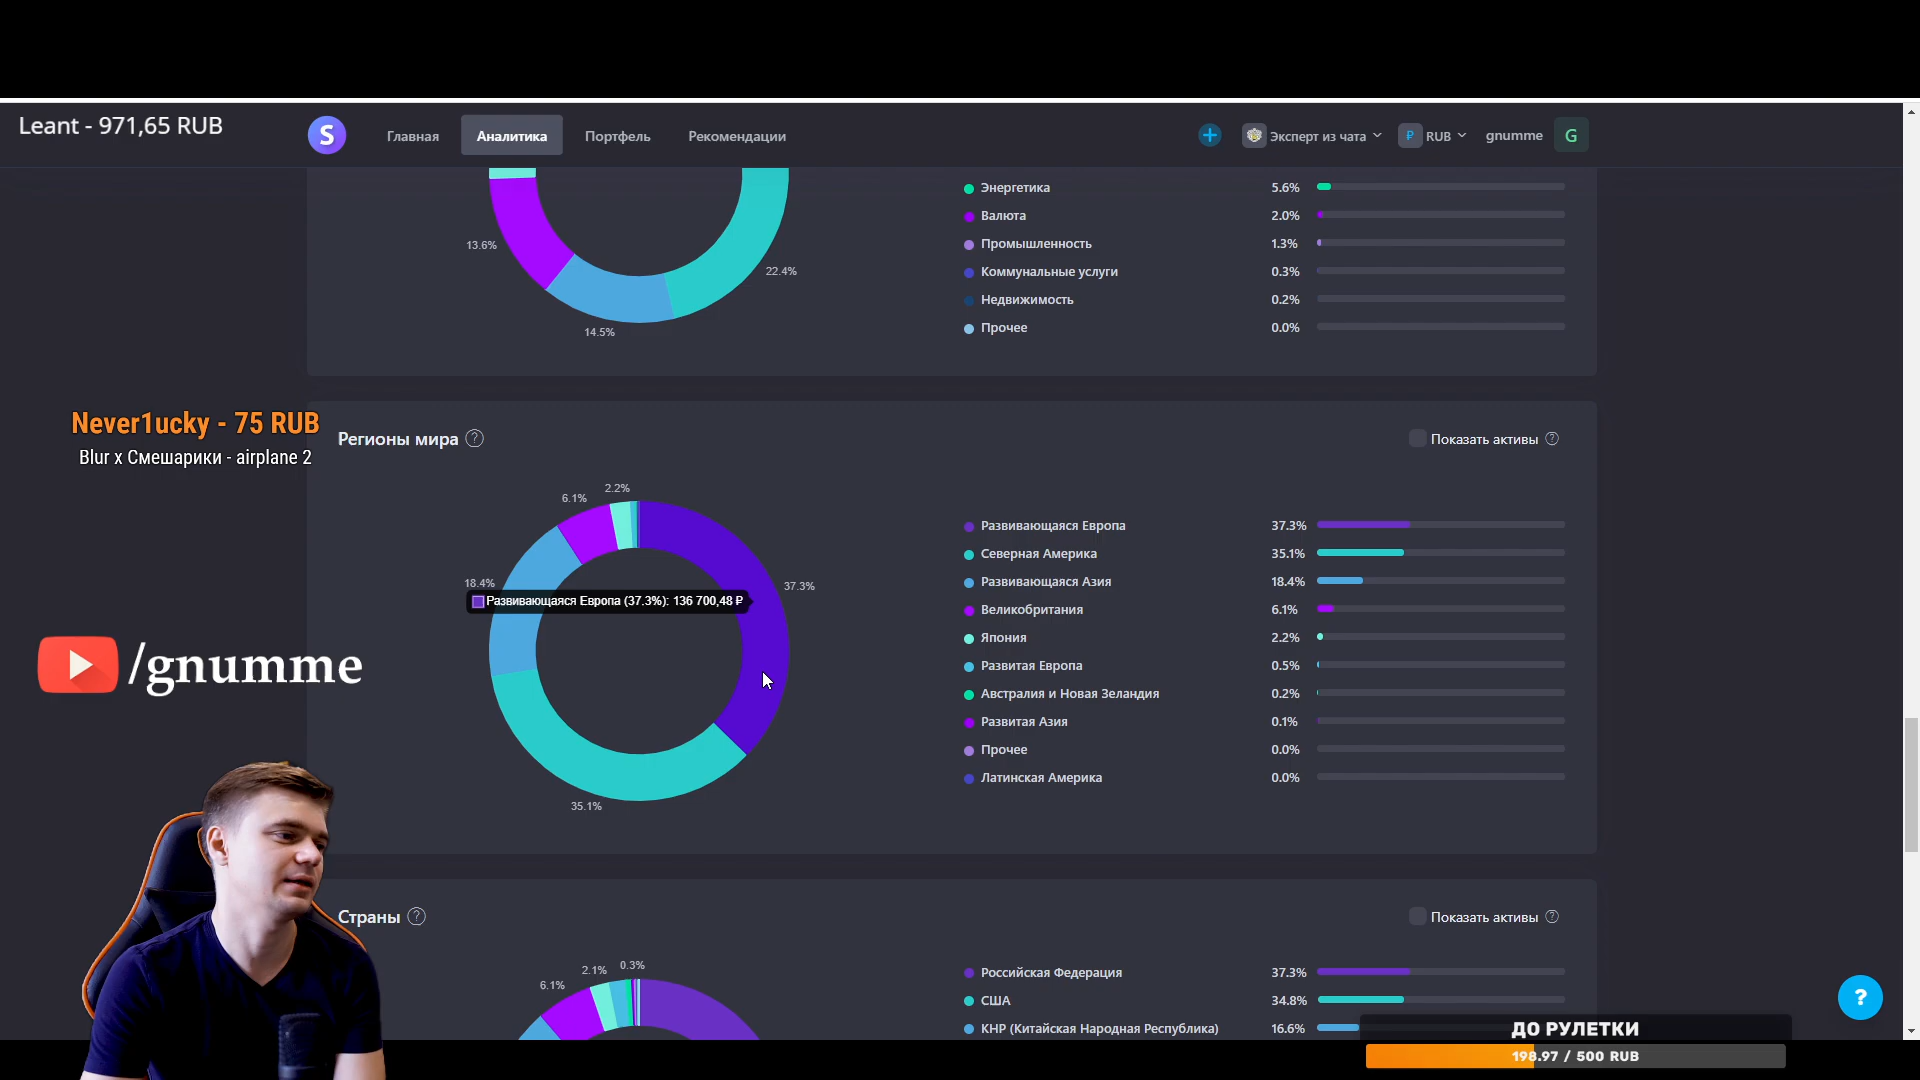 Leant - 971,65 RUB
S
Главная
Аналитика
Портфель
Рекомендации
Эксперт из чата
₽ RUB
gnumme
G
13.6%
22.4%
14.5%
Энергетика 5.6%
Валюта 2.0%
Промышленность 1.3%
Коммунальные услуги 0.3%
Недвижимость 0.2%
Прочее 0.0%
Never1ucky - 75 RUB
Blur x Смешарики - airplane 2
Регионы мира ?
Показать активы ?
2.2%
6.1%
18.4%
37.3%
35.1%
Развивающаяся Европа (37.3%): 136 700,48 ₽
Развивающаяся Европа 37.3%
Северная Америка 35.1%
Развивающаяся Азия 18.4%
Великобритания 6.1%
Япония 2.2%
Развитая Европа 0.5%
Австралия и Новая Зеландия 0.2%
Развитая Азия 0.1%
Прочее 0.0%
Латинская Америка 0.0%
/gnumme
Страны ?
Показать активы ?
0.3%
2.1%
6.1%
Российская Федерация 37.3%
США 34.8%
КНР (Китайская Народная Республика) 16.6%
?
ДО РУЛЕТКИ
198.97 / 500 RUB